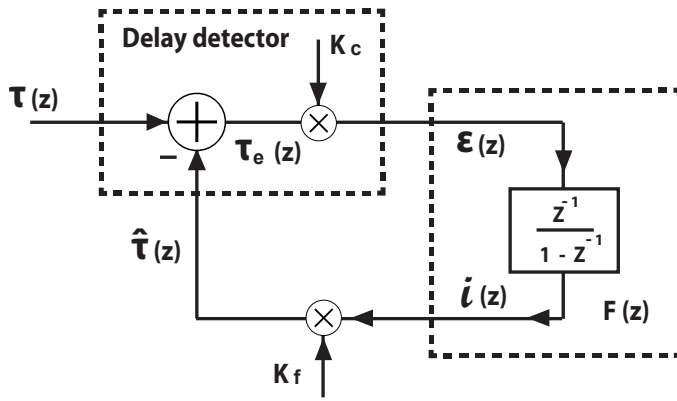 Delay detector
K c
τ (z)
+
×
–
τ e (z)
ε (z)
Z -1
1 - Z -1
τ̂ (z)
i (z)
F (z)
×
K f